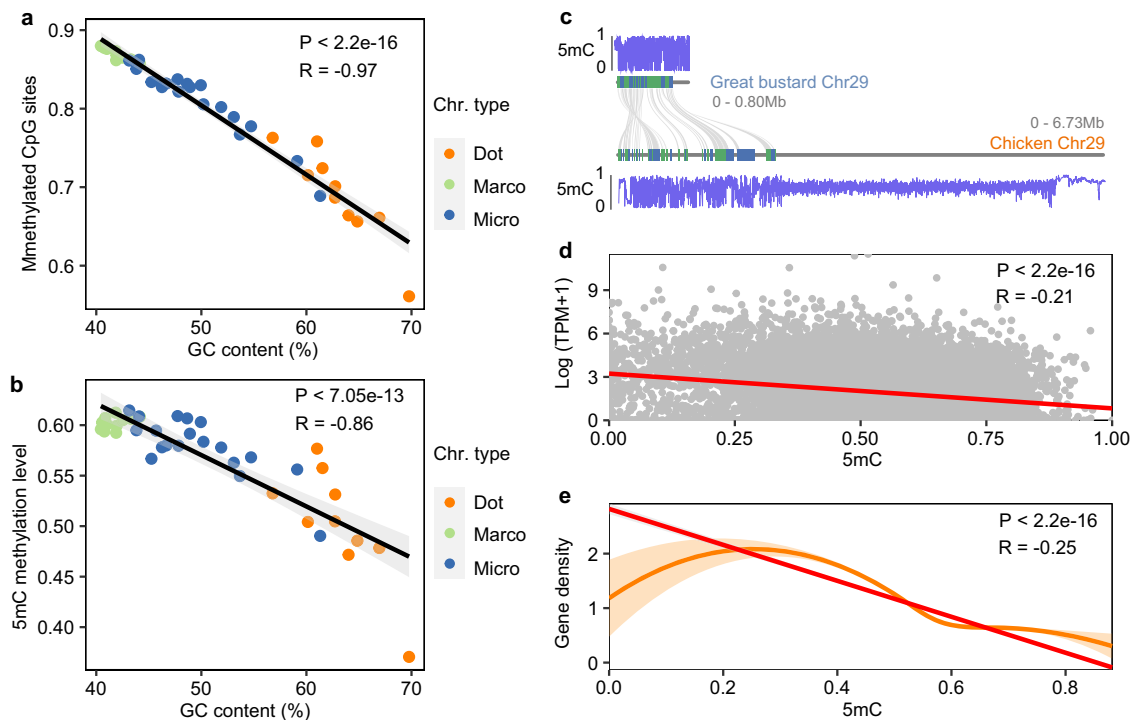 a
0.9
0.8
0.7
0.6
Mmethylated CpG sites
P < 2.2e-16
R = -0.97
40
50
60
70
GC content (%)
Chr. type
Dot
Marco
Micro
b
0.60
0.55
0.50
0.45
0.40
5mC methylation level
P < 7.05e-13
R = -0.86
40
50
60
70
GC content (%)
Chr. type
Dot
Marco
Micro
c
1
5mC
0
Great bustard Chr29
0 - 0.80Mb
0 - 6.73Mb
Chicken Chr29
1
5mC
0
d
9
6
3
0
Log (TPM+1)
P < 2.2e-16
R = -0.21
0.00
0.25
0.50
0.75
1.00
5mC
e
2
1
0
Gene density
P < 2.2e-16
R = -0.25
0.0
0.2
0.4
0.6
0.8
5mC